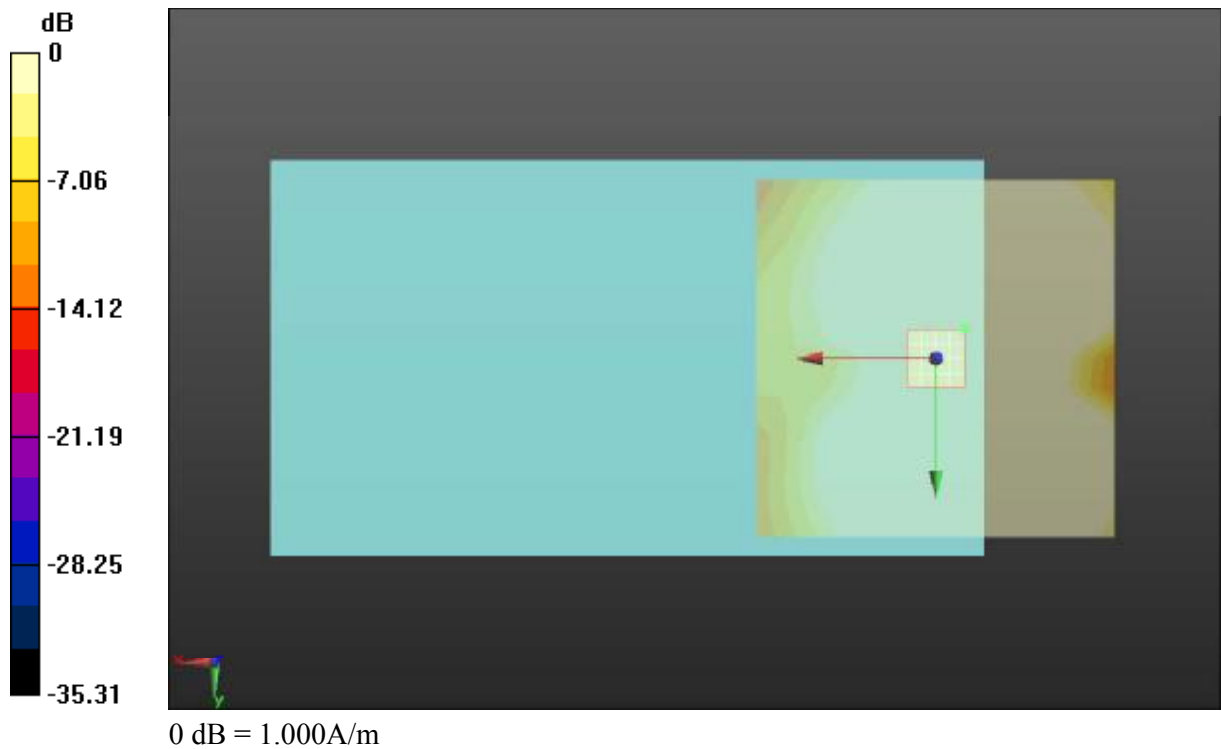 dB
0
-7.06
-14.12
-21.19
-28.25
-35.31
x
y
0 dB = 1.000A/m